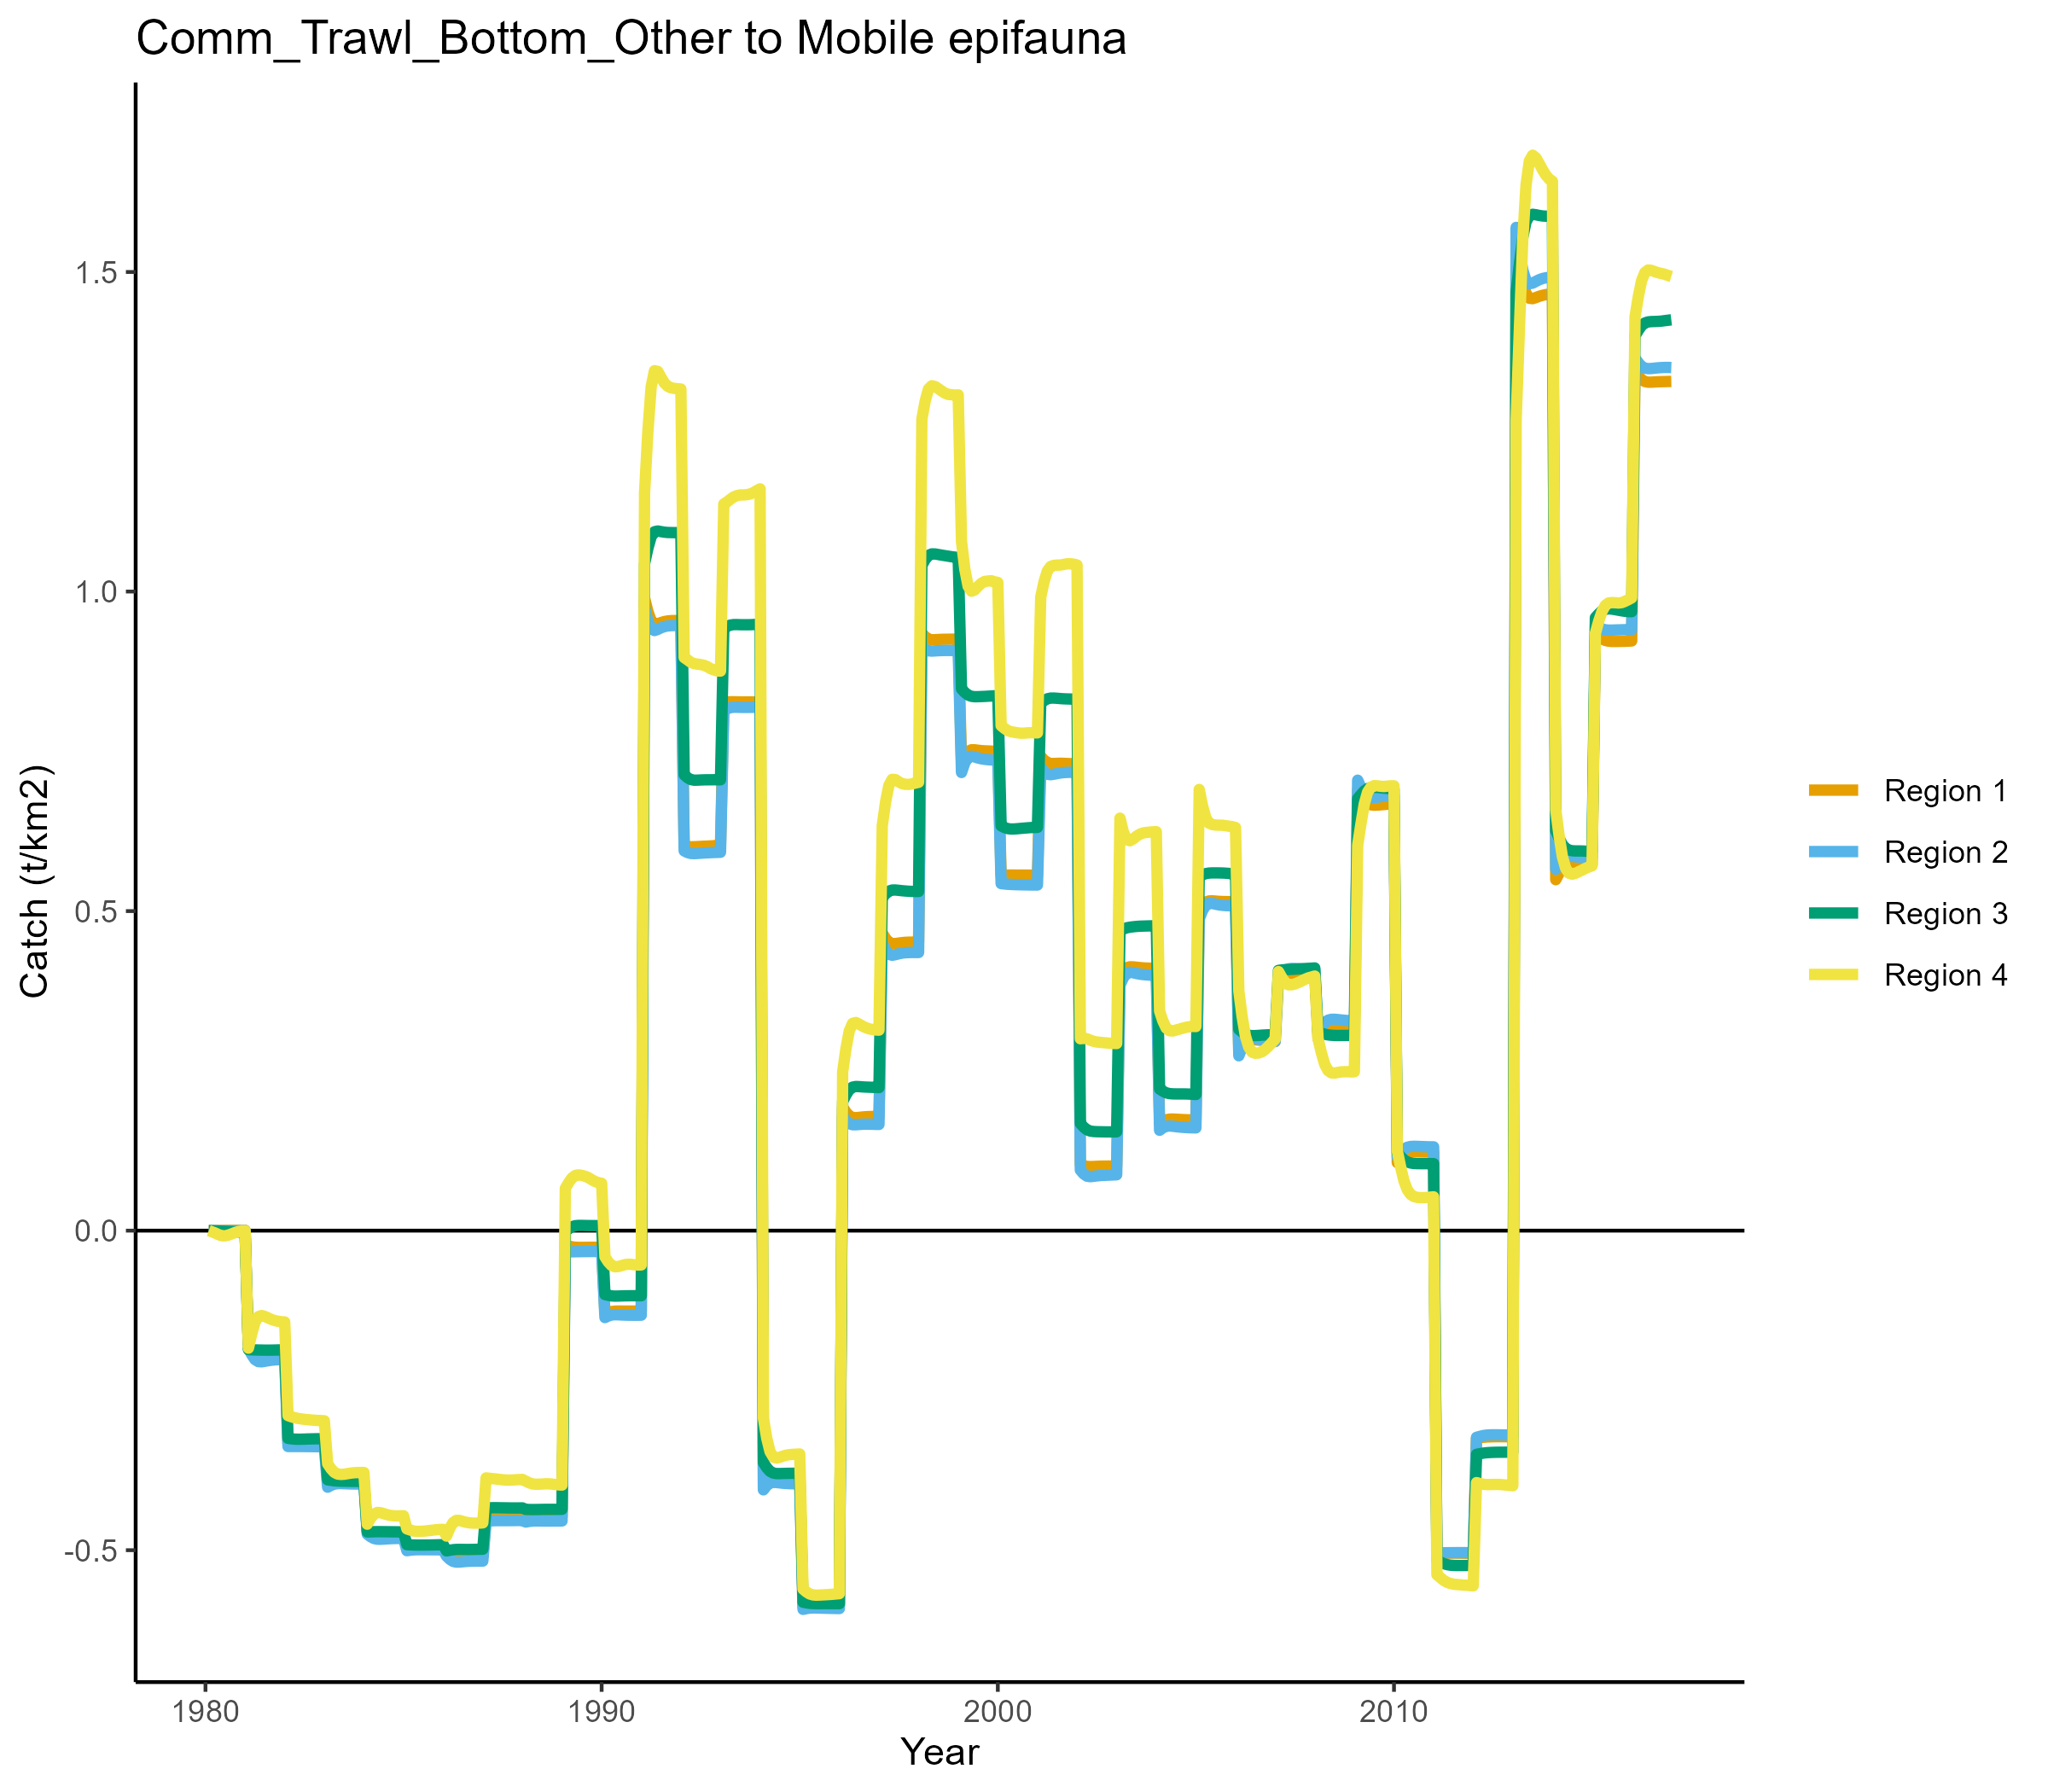 Comm_Trawl_Bottom_Other to Mobile epifauna
Catch (t/km2)
1.5
1.0
0.5
0.0
-0.5
1980
1990
2000
2010
Year
Region 1
Region 2
Region 3
Region 4